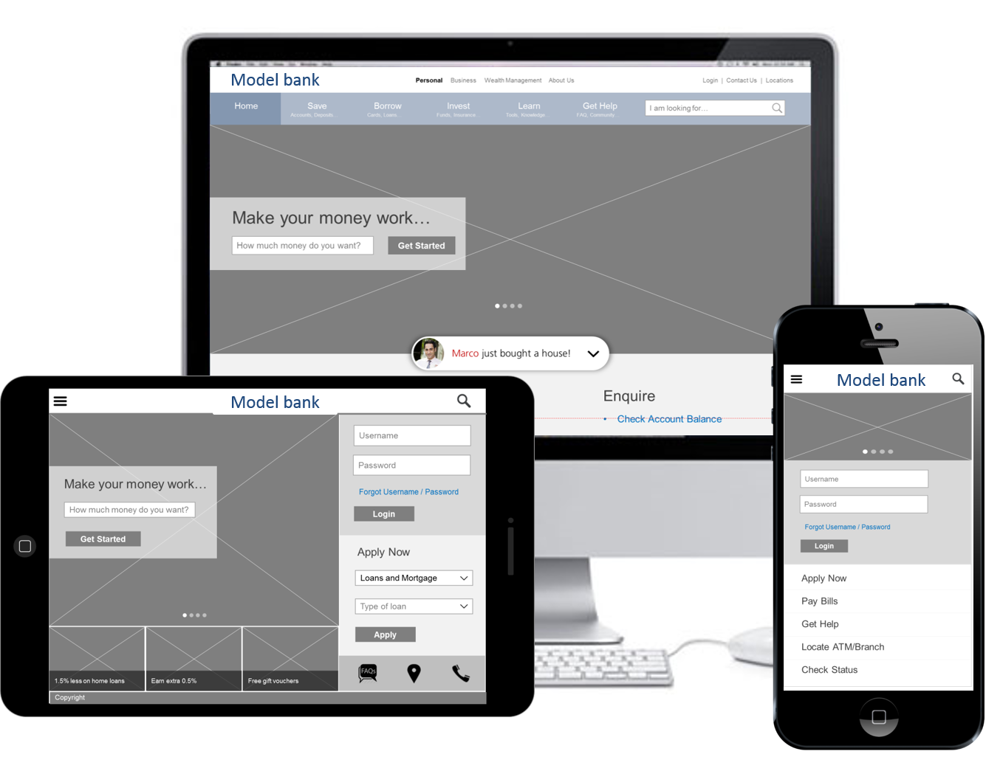 Model bank
Personal Business Wealth Management About Us
Login | Contact Us | Locations
Home Save Borrow Invest Learn Get Help
Accounts, Deposits... Cards, Loans... Funds, Insurance... Tools, Knowledge... FAQ, Community...
I am looking for...
Make your money work...
How much money do you want? Get Started
Marco just bought a house!
Enquire
• Check Account Balance
Model bank
Make your money work...
How much money do you want?
Get Started
Username
Password
Forgot Username / Password
Login
Apply Now
Loans and Mortgage
Type of loan
Apply
1.5% less on home loans
Earn extra 0.5%
Free gift vouchers
FAQs
Copyright
Model bank
Username
Password
Forgot Username / Password
Login
Apply Now
Pay Bills
Get Help
Locate ATM/Branch
Check Status